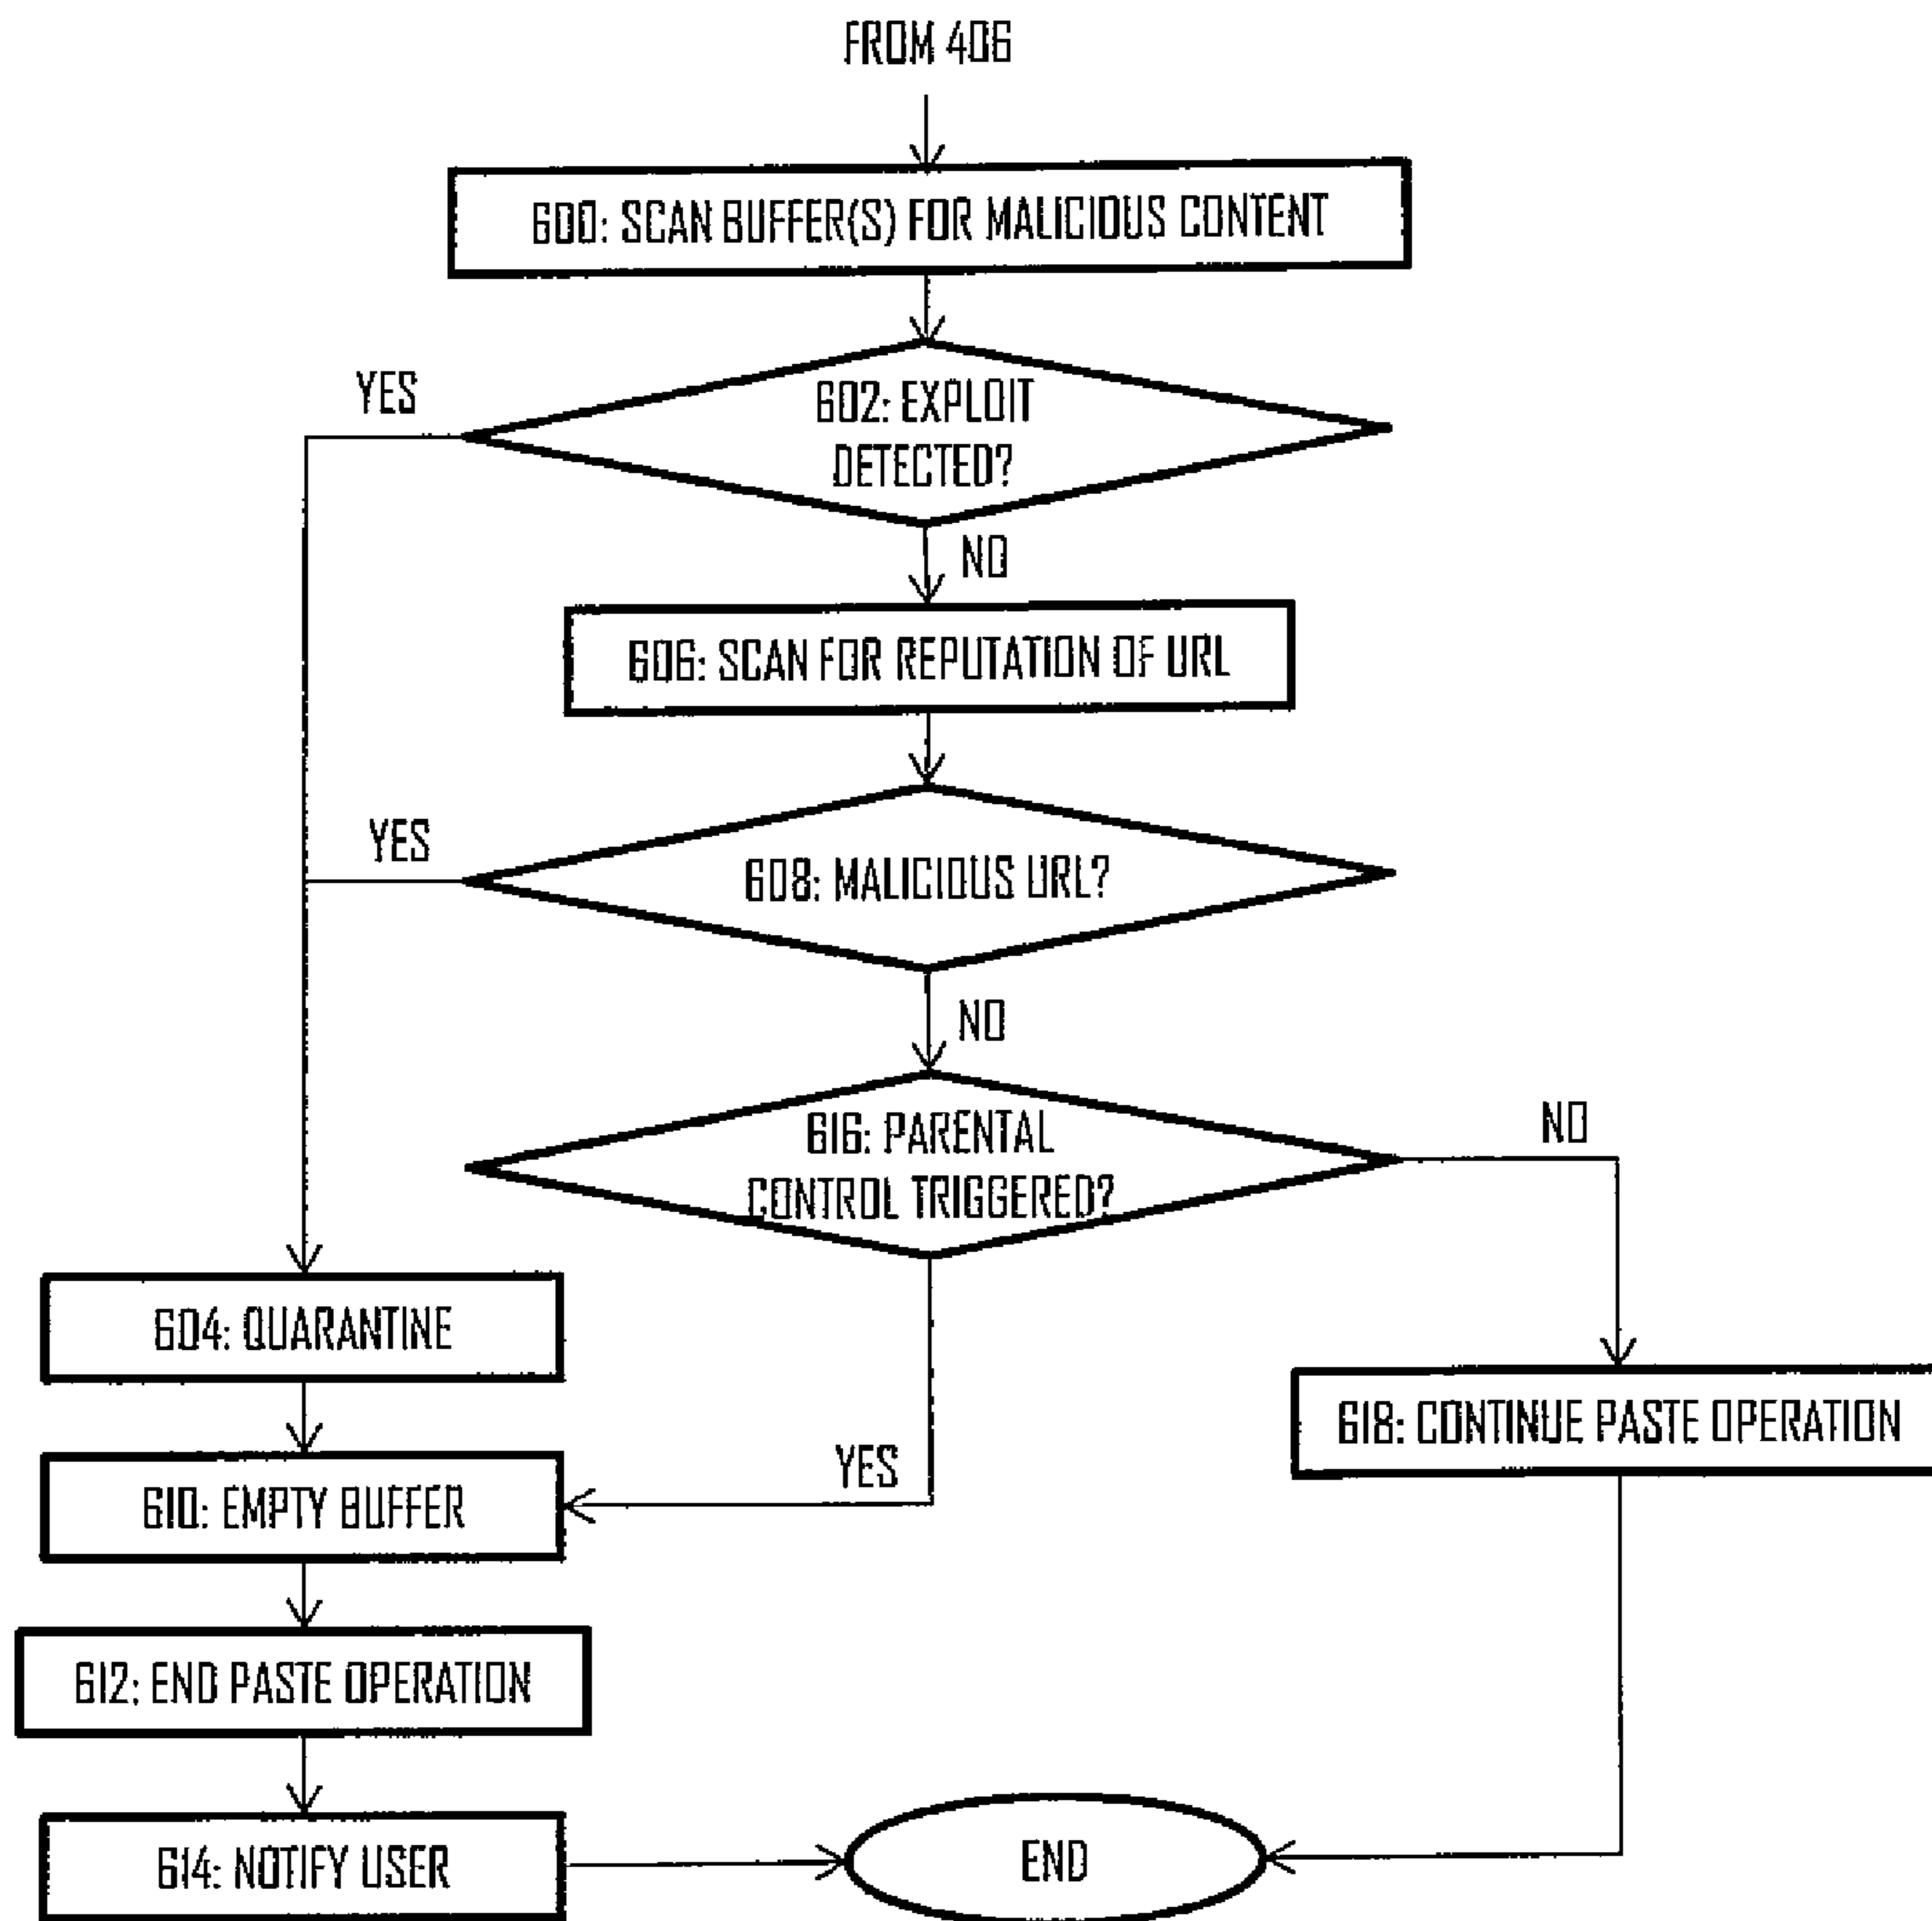 FROM 406
600: SCAN BUFFER(S) FOR MALICIOUS CONTENT
YES
602: EXPLOIT
DETECTED?
NO
606: SCAN FOR REPUTATION OF URL
YES
608: MALICIOUS URL?
NO
616: PARENTAL
CONTROL TRIGGERED?
NO
604: QUARANTINE
618: CONTINUE PASTE OPERATION
YES
610: EMPTY BUFFER
612: END PASTE OPERATION
614: NOTIFY USER
END